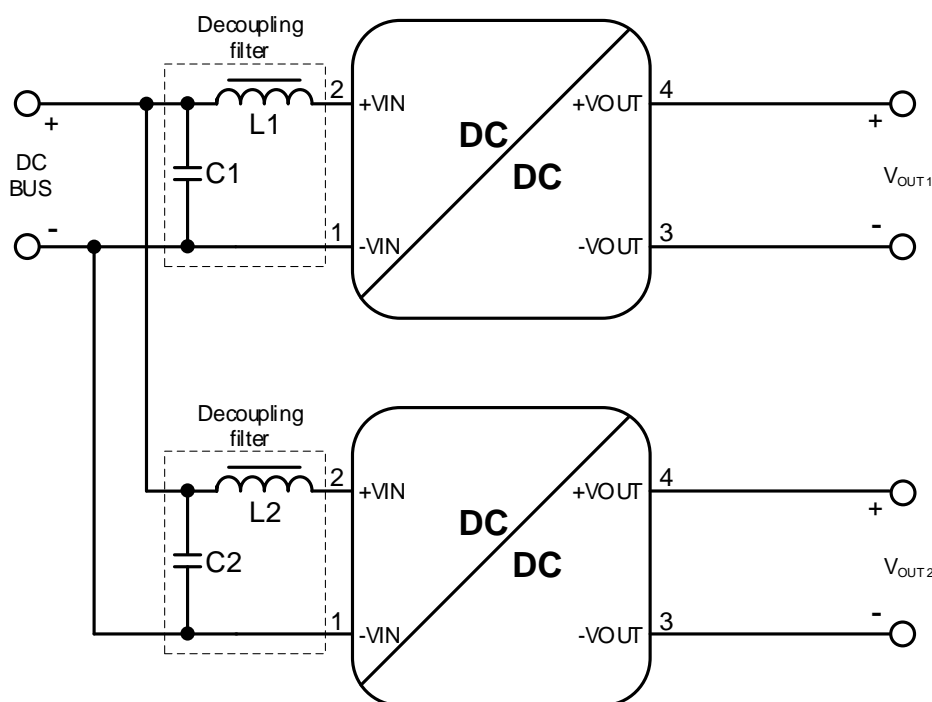 Decoupling
filter
2
+VIN
+VOUT
4
L1
+
DC
+
DC
BUS
C1
DC
VOUT1
-
1
-VIN
-VOUT
3
-
Decoupling
filter
2
+VIN
+VOUT
4
L2
DC
+
C2
DC
VOUT2
1
-VIN
-VOUT
3
-